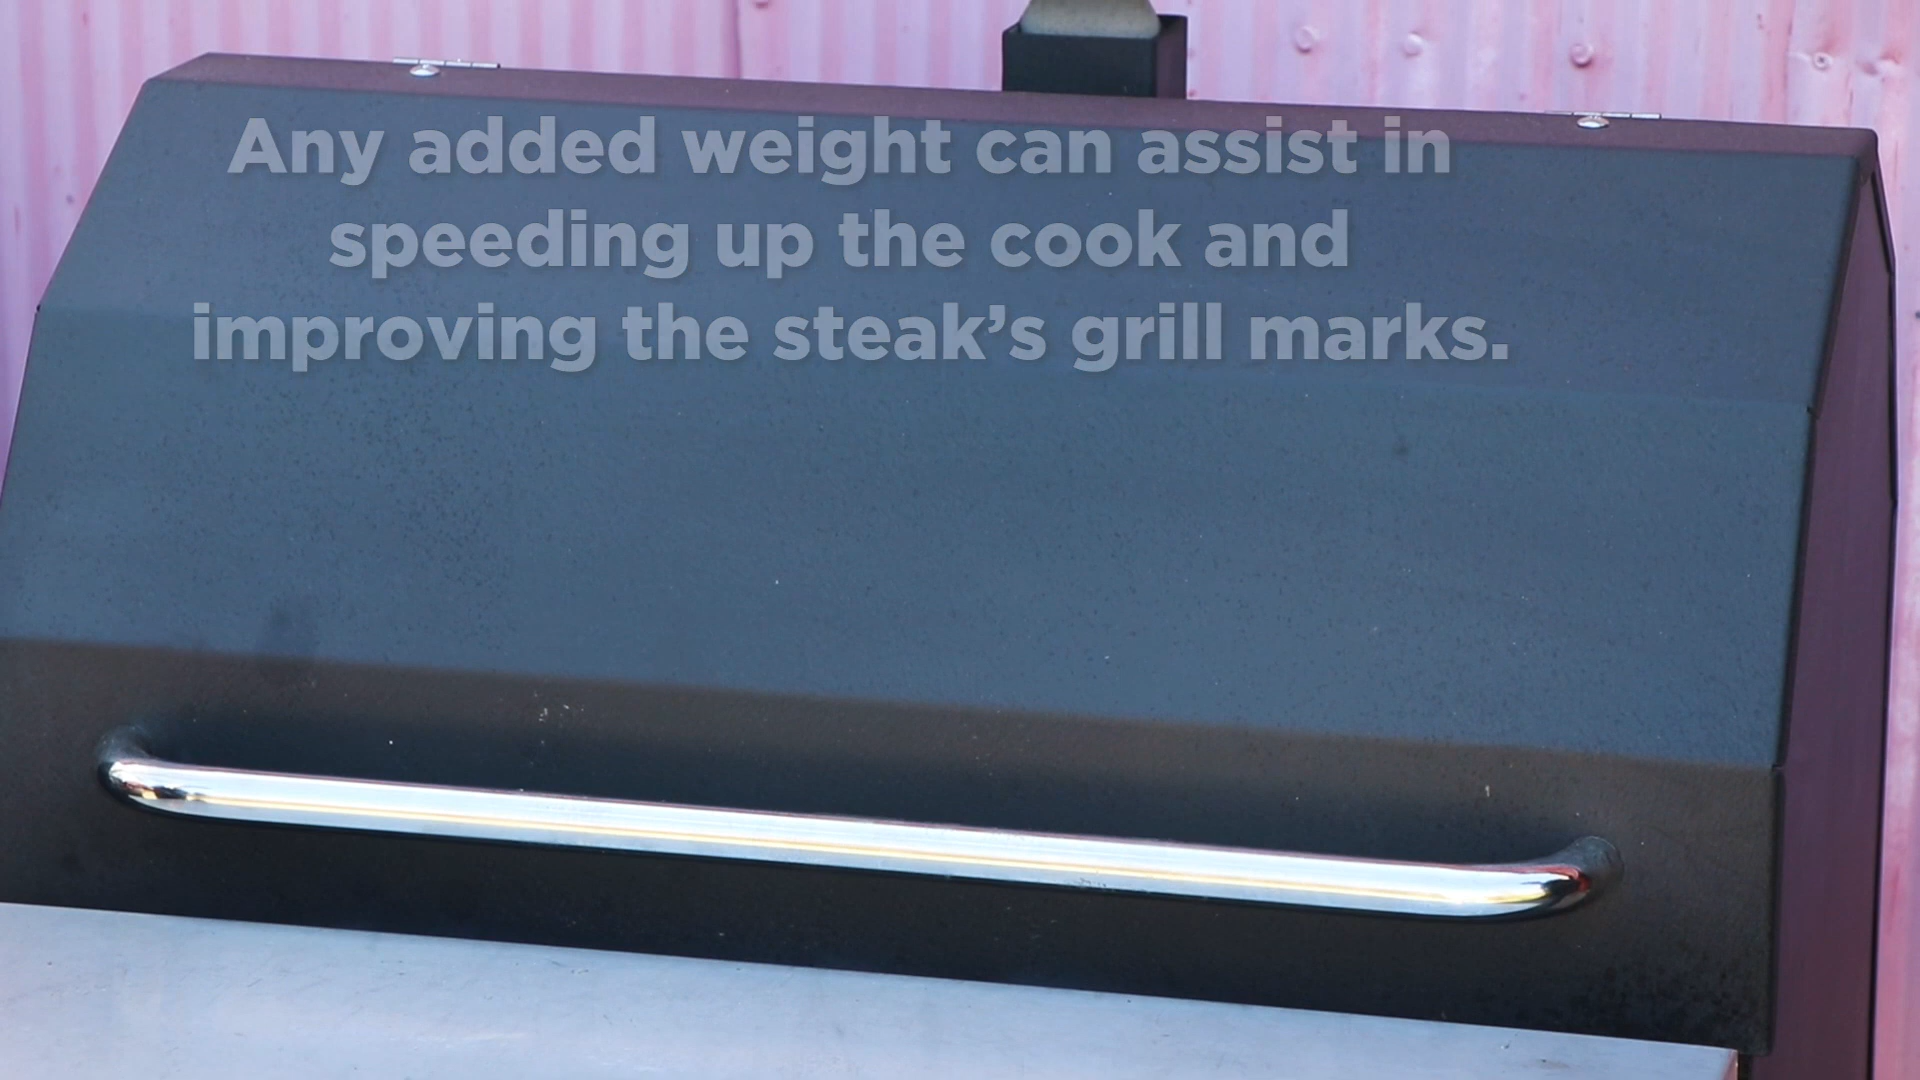 Any added weight can assist in
speeding up the cook and
improving the steak’s grill marks.